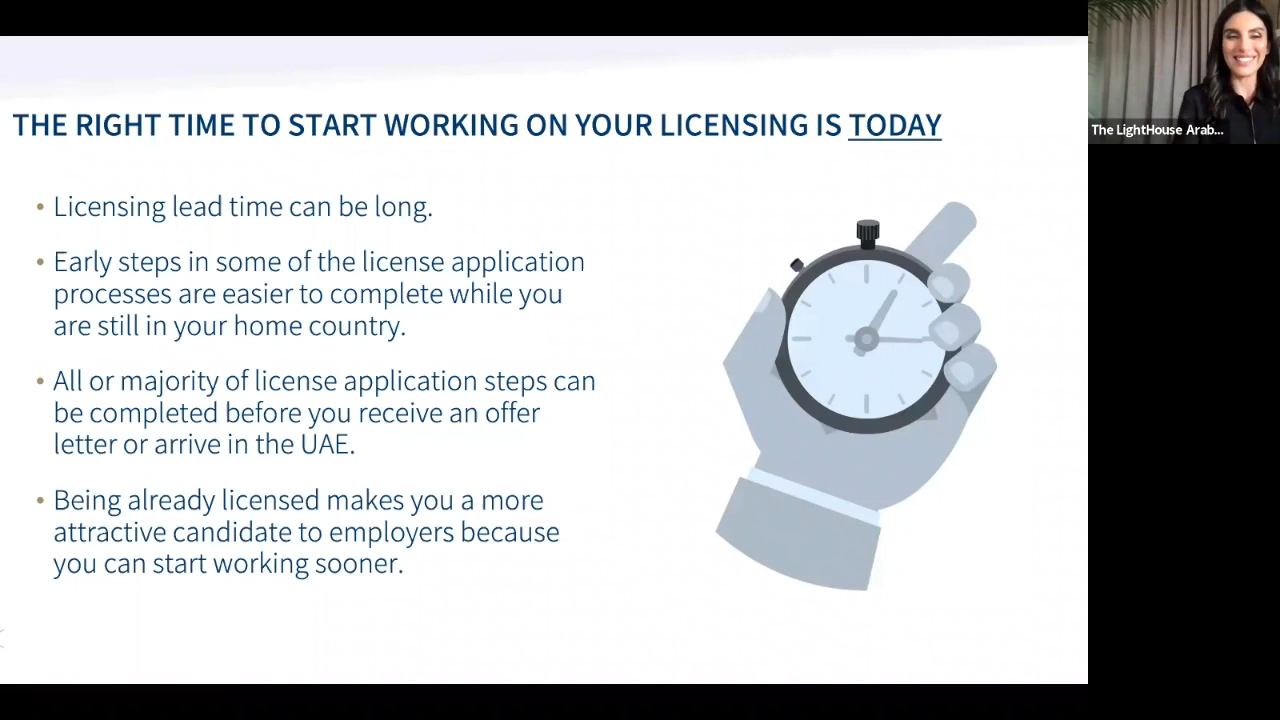 THE RIGHT TIME TO START WORKING ON YOUR LICENSING IS TODAY
• Licensing lead time can be long.
• Early steps in some of the license application
processes are easier to complete while you
are still in your home country.
• All or majority of license application steps can
be completed before you receive an offer
letter or arrive in the UAE.
• Being already licensed makes you a more
attractive candidate to employers because
you can start working sooner.
The LightHouse Arab...